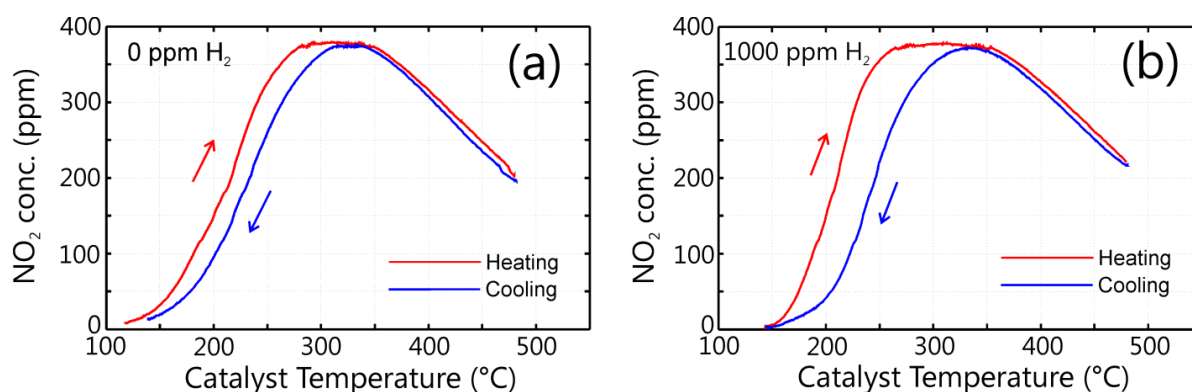 0 ppm H₂
(a)
NO₂ conc. (ppm)
400
300
200
100
0
Heating
Cooling
100
200
300
400
500
Catalyst Temperature (°C)
1000 ppm H₂
(b)
NO₂ conc. (ppm)
400
300
200
100
0
Heating
Cooling
100
200
300
400
500
Catalyst Temperature (°C)